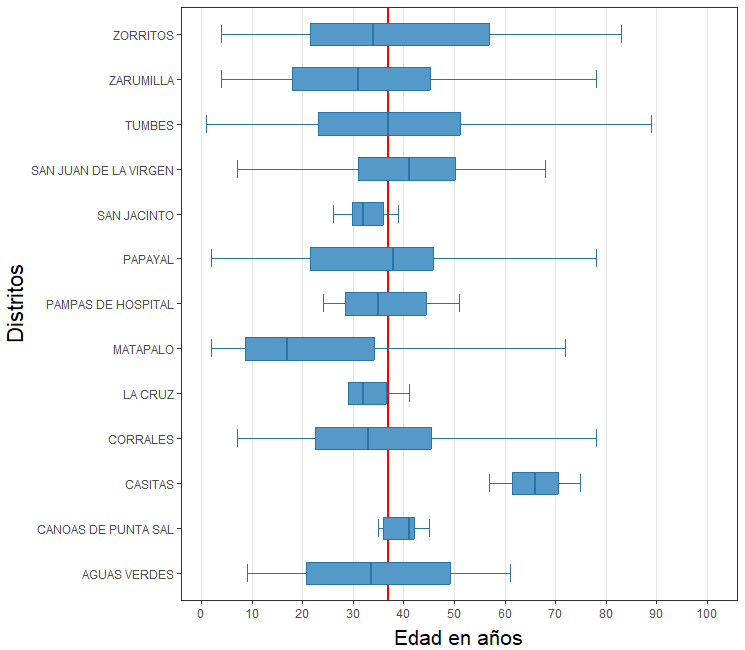 ZORRITOS
ZARUMILLA
TUMBES
SAN JUAN DE LA VIRGEN
SAN JACINTO
PAPAYAL
PAMPAS DE HOSPITAL
MATAPALO
LA CRUZ
CORRALES
CASITAS
CANOAS DE PUNTA SAL
AGUAS VERDES
Distritos
0 10 20 30 40 50 60 70 80 90 100
Edad en años